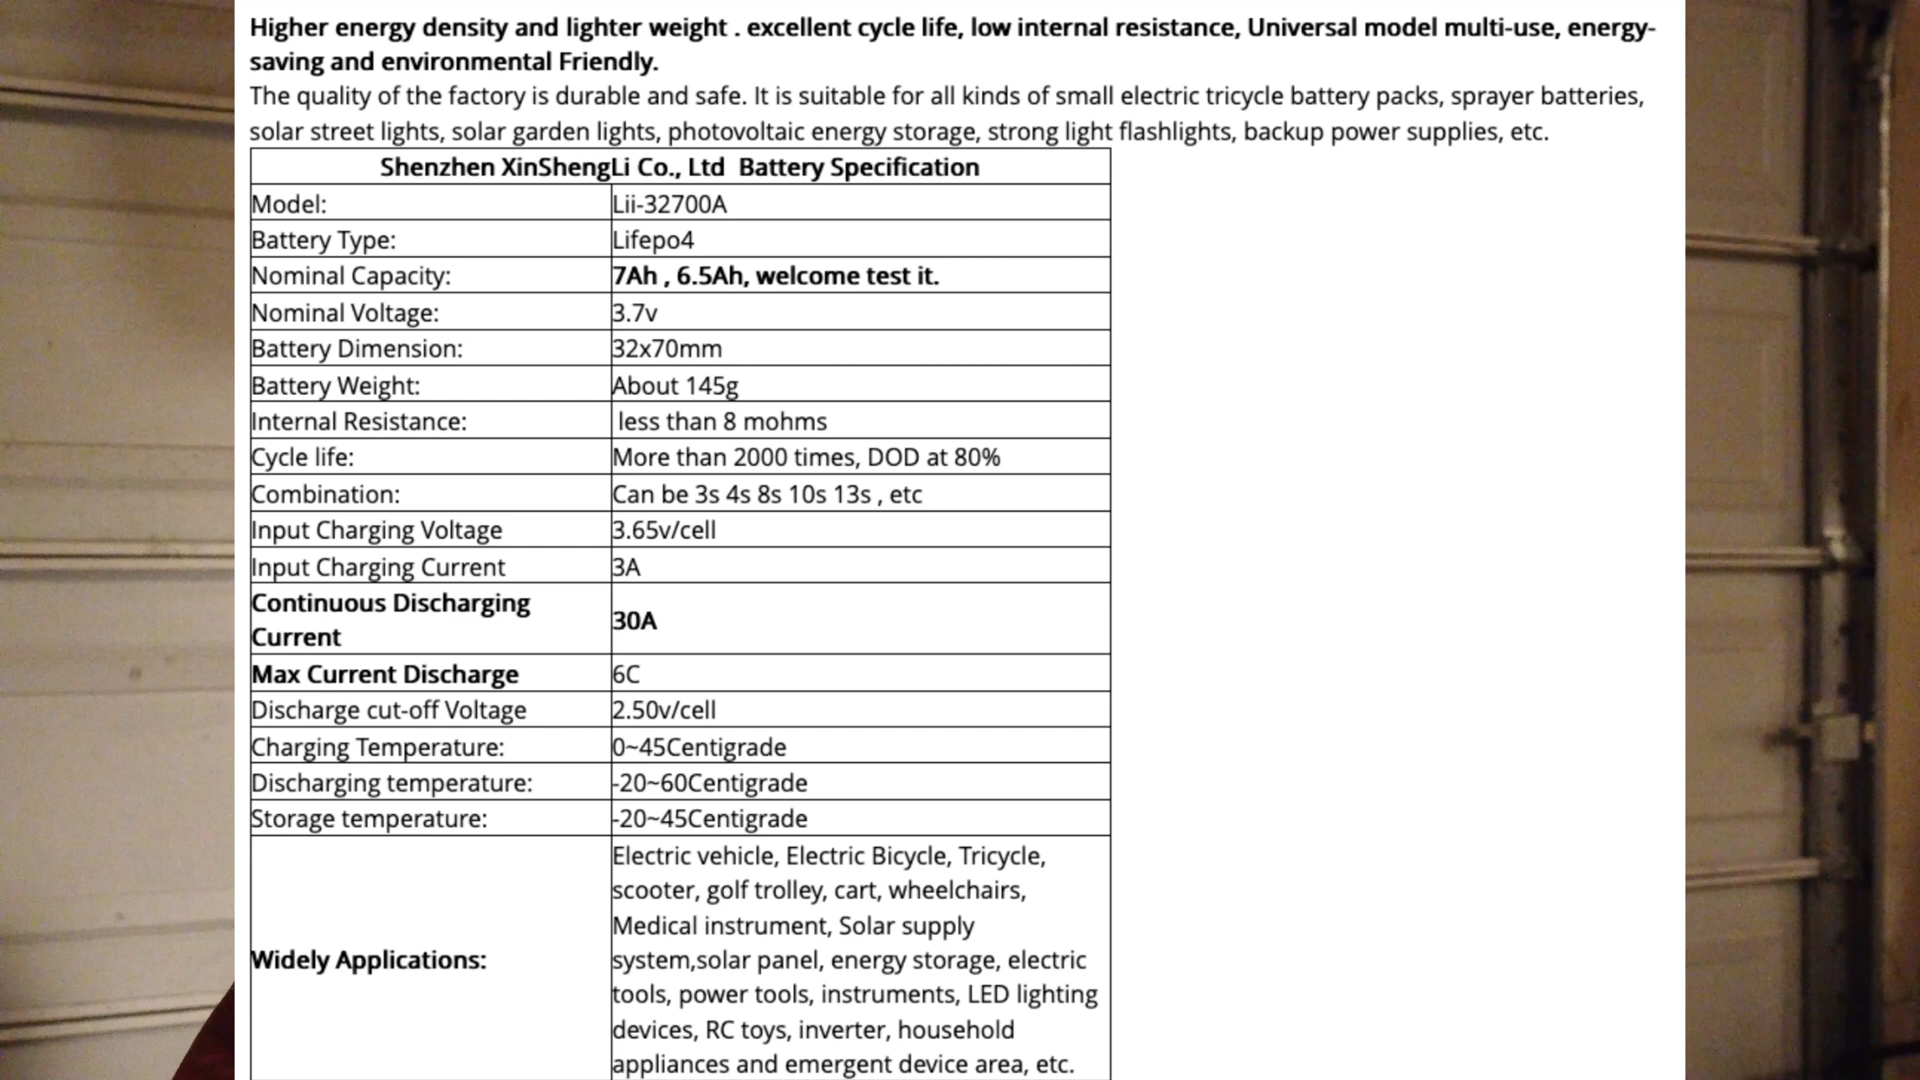 Higher energy density and lighter weight . excellent cycle life, low internal resistance, Universal model multi-use, energy-
saving and environmental Friendly.
The quality of the factory is durable and safe. It is suitable for all kinds of small electric tricycle battery packs, sprayer batteries,
solar street lights, solar garden lights, photovoltaic energy storage, strong light flashlights, backup power supplies, etc.
Shenzhen XinShengLi Co., Ltd  Battery Specification
Model: Lii-32700A
Battery Type: Lifepo4
Nominal Capacity: 7Ah , 6.5Ah, welcome test it.
Nominal Voltage: 3.7v
Battery Dimension: 32x70mm
Battery Weight: About 145g
Internal Resistance: less than 8 mohms
Cycle life: More than 2000 times, DOD at 80%
Combination: Can be 3s 4s 8s 10s 13s , etc
Input Charging Voltage 3.65v/cell
Input Charging Current 3A
Continuous Discharging
Current
30A
Max Current Discharge 6C
Discharge cut-off Voltage 2.50v/cell
Charging Temperature: 0~45Centigrade
Discharging temperature: -20~60Centigrade
Storage temperature: -20~45Centigrade
Widely Applications:
Electric vehicle, Electric Bicycle, Tricycle,
scooter, golf trolley, cart, wheelchairs,
Medical instrument, Solar supply
system,solar panel, energy storage, electric
tools, power tools, instruments, LED lighting
devices, RC toys, inverter, household
appliances and emergent device area, etc.